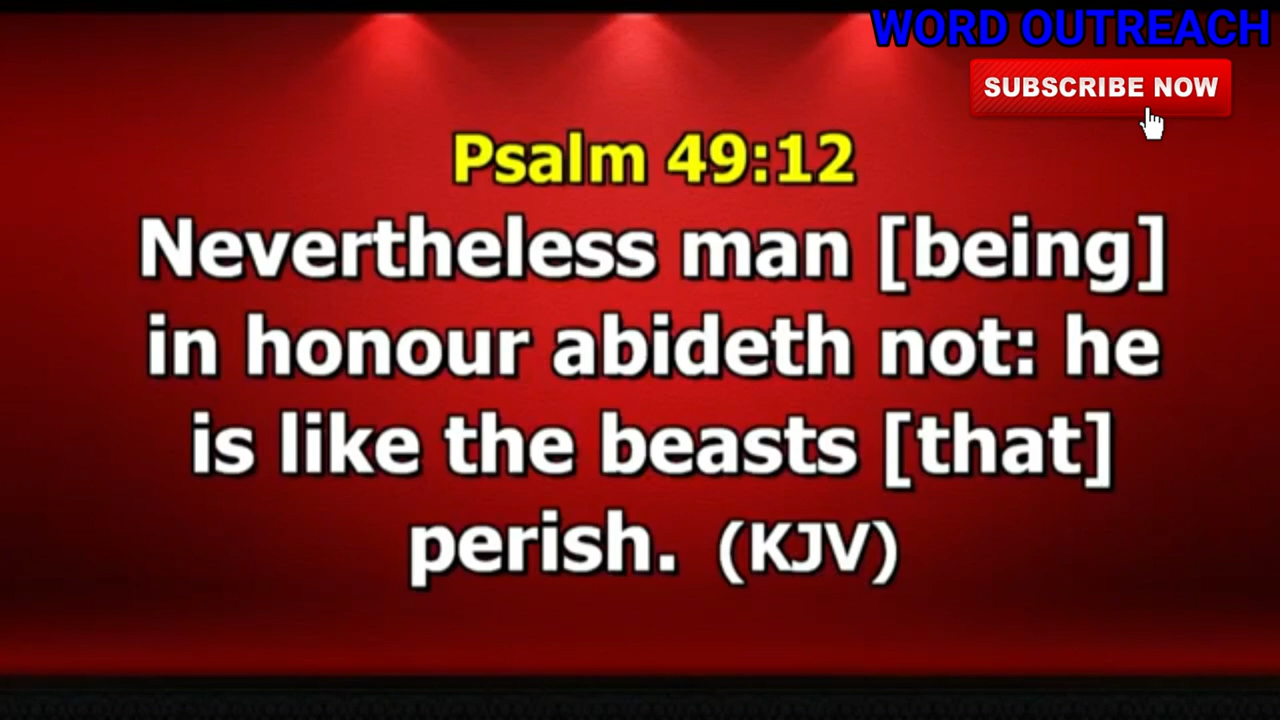 WORD OUTREACH
SUBSCRIBE NOW
Psalm 49:12
Nevertheless man [being]
in honour abideth not: he
is like the beasts [that]
perish. (KJV)